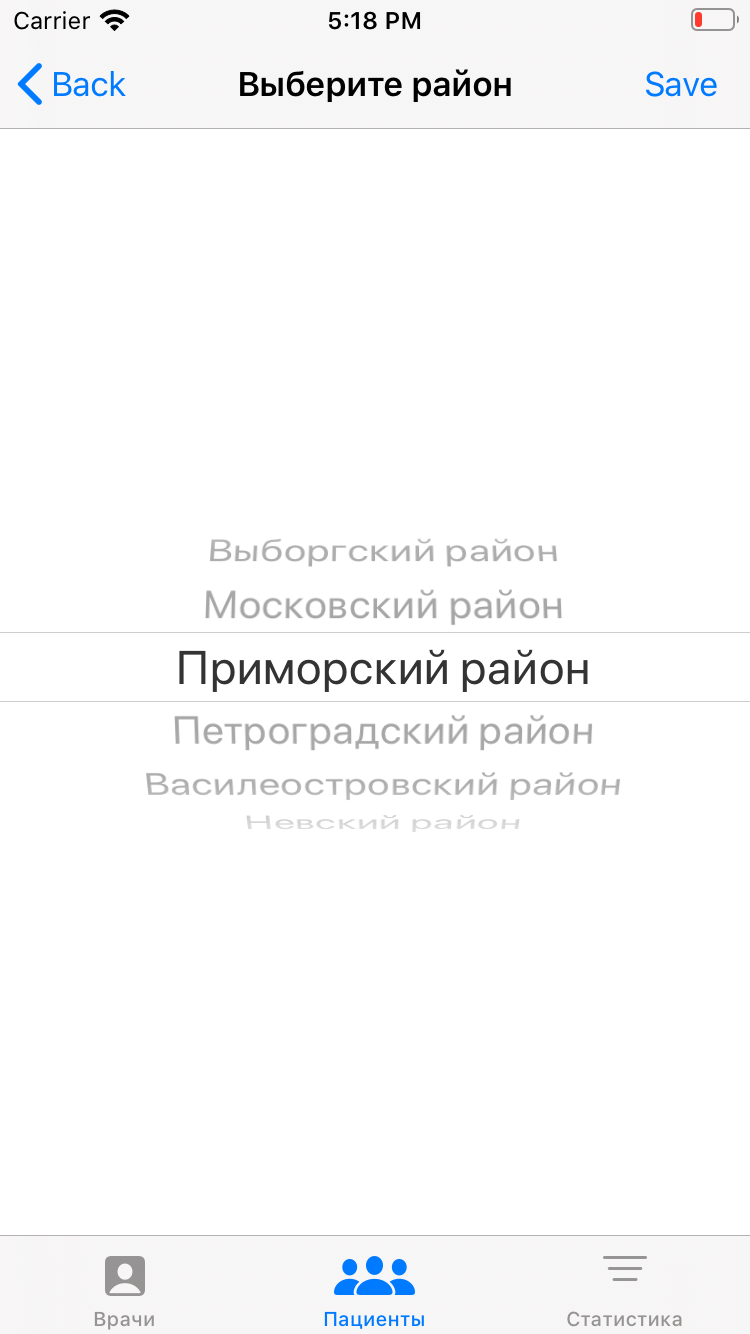 Carrier 5:18 PM
Back Выберите район Save
Выборгский район
Московский район
Приморский район
Петроградский район
Василеостровский район
Невский район
Врачи Пациенты Статистика